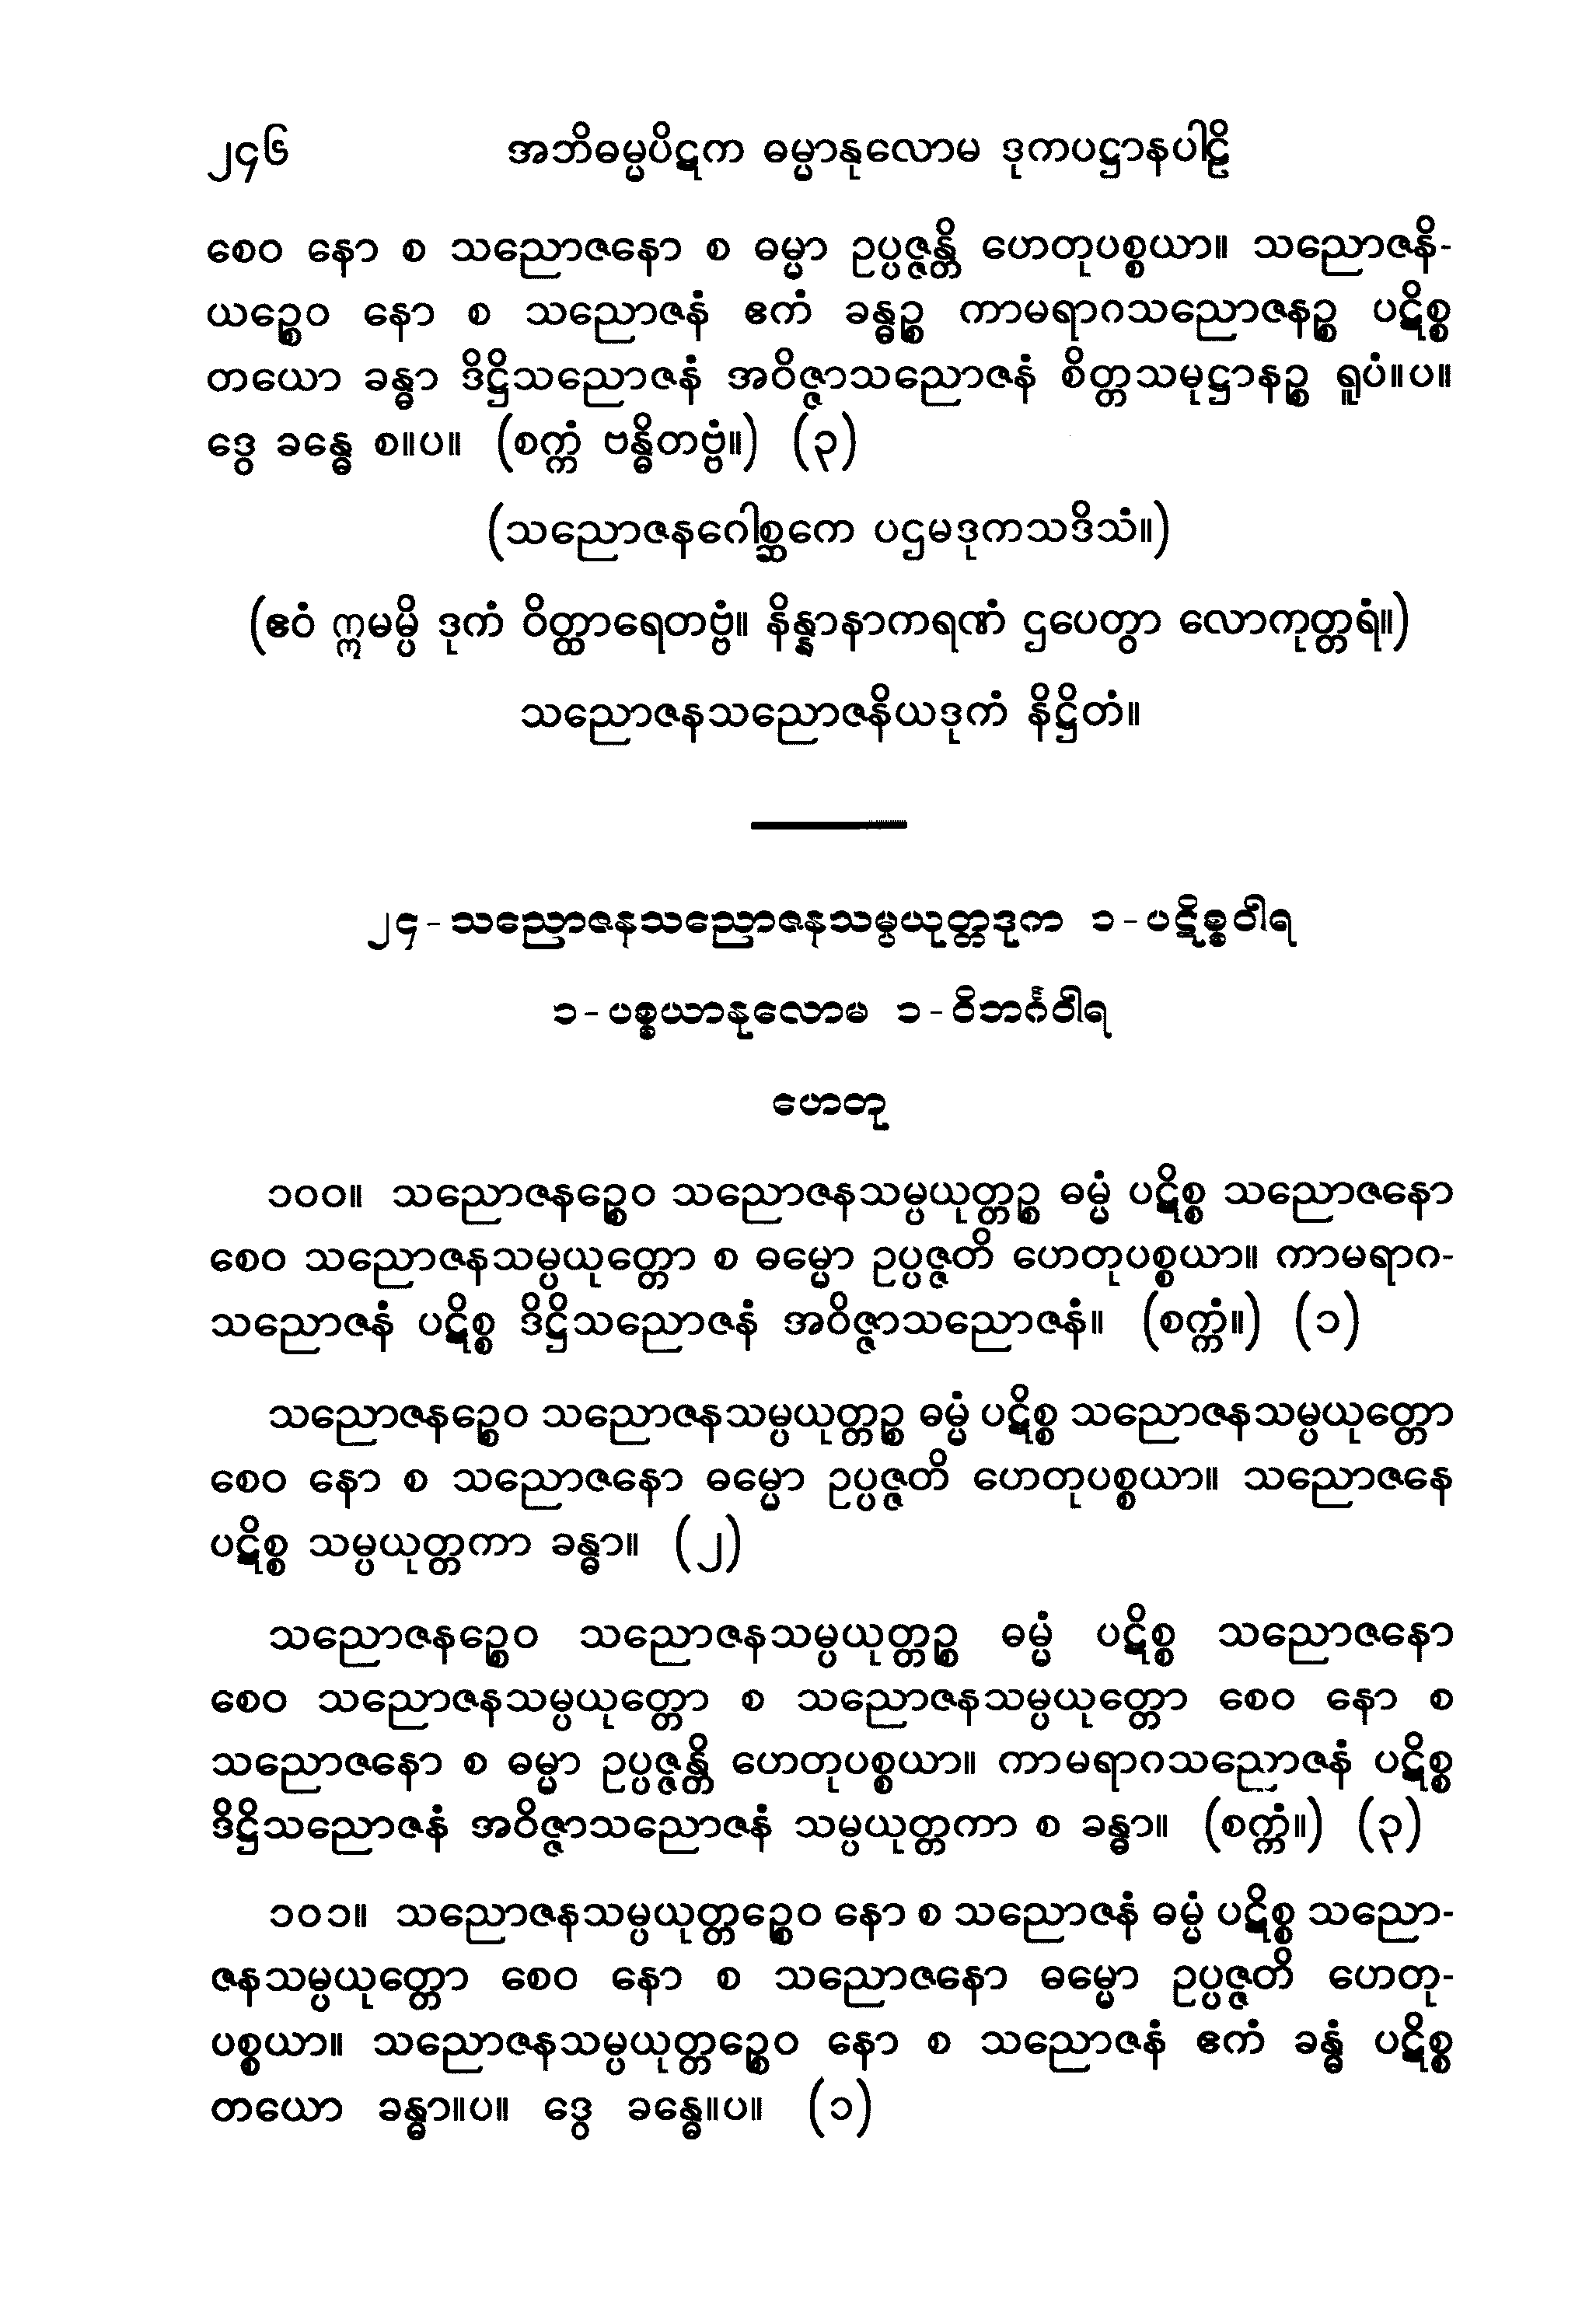 ၂၄၆ အဘိဓမ္မပိဋက ဓမ္မာနုလောမ ဒုကပဋ္ဌာနပါဠိ
စေဝ နော စ သညောဇနော စ ဓမ္မာ ဥပ္ပဇ္ဇန္တိ ဟေတုပစ္စယာ။ သညောဇနိ-
ယဉ္စေဝ နော စ သညောဇနံ ဧကံ ခန္ဓဉ္စ ကာမရာဂသညောဇနဉ္စ ပဋိစ္စ
တယော ခန္ဓာ ဒိဋ္ဌိသညောဇနံ အဝိဇ္ဇာသညောဇနံ စိတ္တသမုဋ္ဌာနဉ္စ ရူပံ။ပ။
ဒွေ ခန္ဓေ စ။ပ။ (စက္ကံ ဗန္ဓိတဗ္ဗံ။) (၃)
(သညောဇနဂေါစ္ဆကေ ပဌမဒုကသဒိသံ။)
(ဧဝံ ဣမမ္ပိ ဒုကံ ဝိတ္ထာရေတဗ္ဗံ။ နိန္နာနာကရဏံ ဌပေတွာ လောကုတ္တရံ။)
သညောဇနသညောဇနိယဒုကံ နိဋ္ဌိတံ။
၂၄-သညောဇနသညောဇနသမ္ပယုတ္တဒုက ၁-ပဋိစ္စဝါရ
၁-ပစ္စယာနုလောမ ၁-ဝိဘင်္ဂဝါရ
ဟေတု
၁၀၀။ သညောဇနဉ္စေဝ သညောဇနသမ္ပယုတ္တဉ္စ ဓမ္မံ ပဋိစ္စ သညောဇနော
စေဝ သညောဇနသမ္ပယုတ္တော စ ဓမ္မော ဥပ္ပဇ္ဇတိ ဟေတုပစ္စယာ။ ကာမရာဂ-
သညောဇနံ ပဋိစ္စ ဒိဋ္ဌိသညောဇနံ အဝိဇ္ဇာသညောဇနံ။ (စက္ကံ။) (၁)
သညောဇနဉ္စေဝ သညောဇနသမ္ပယုတ္တဉ္စ ဓမ္မံ ပဋိစ္စ သညောဇနသမ္ပယုတ္တော
စေဝ နော စ သညောဇနော ဓမ္မော ဥပ္ပဇ္ဇတိ ဟေတုပစ္စယာ။ သညောဇနေ
ပဋိစ္စ သမ္ပယုတ္တကာ ခန္ဓာ။ (၂)
သညောဇနဉ္စေဝ သညောဇနသမ္ပယုတ္တဉ္စ ဓမ္မံ ပဋိစ္စ သညောဇနော
စေဝ သညောဇနသမ္ပယုတ္တော စ သညောဇနသမ္ပယုတ္တော စေဝ နော စ
သညောဇနော စ ဓမ္မာ ဥပ္ပဇ္ဇန္တိ ဟေတုပစ္စယာ။ ကာမရာဂသညောဇနံ ပဋိစ္စ
ဒိဋ္ဌိသညောဇနံ အဝိဇ္ဇာသညောဇနံ သမ္ပယုတ္တကာ စ ခန္ဓာ။ (စက္ကံ။) (၃)
၁၀၁။ သညောဇနသမ္ပယုတ္တဉ္စေဝ နော စ သညောဇနံ ဓမ္မံ ပဋိစ္စ သညော-
ဇနသမ္ပယုတ္တော စေဝ နော စ သညောဇနော ဓမ္မော ဥပ္ပဇ္ဇတိ ဟေတု-
ပစ္စယာ။ သညောဇနသမ္ပယုတ္တဉ္စေဝ နော စ သညောဇနံ ဧကံ ခန္ဓံ ပဋိစ္စ
တယော ခန္ဓာ။ပ။ ဒွေ ခန္ဓေ။ပ။ (၁)